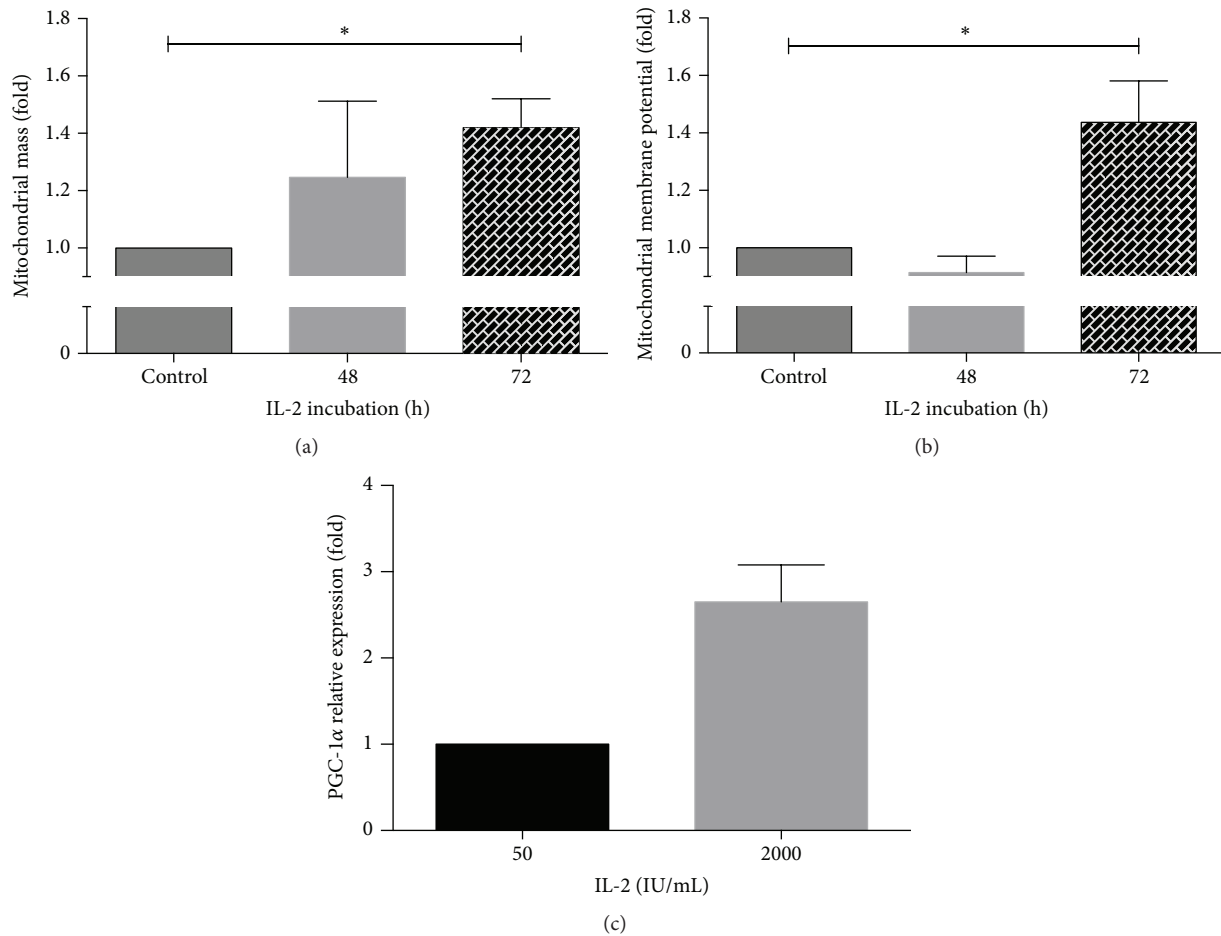 Mitochondrial mass (fold)
1.8
1.6
1.4
1.2
1.0
0
*
Control 48 72
IL-2 incubation (h)
(a)
Mitochondrial membrane potential (fold)
1.8
1.6
1.4
1.2
1.0
0
*
Control 48 72
IL-2 incubation (h)
(b)
PGC-1α relative expression (fold)
4
3
2
1
0
50 2000
IL-2 (IU/mL)
(c)